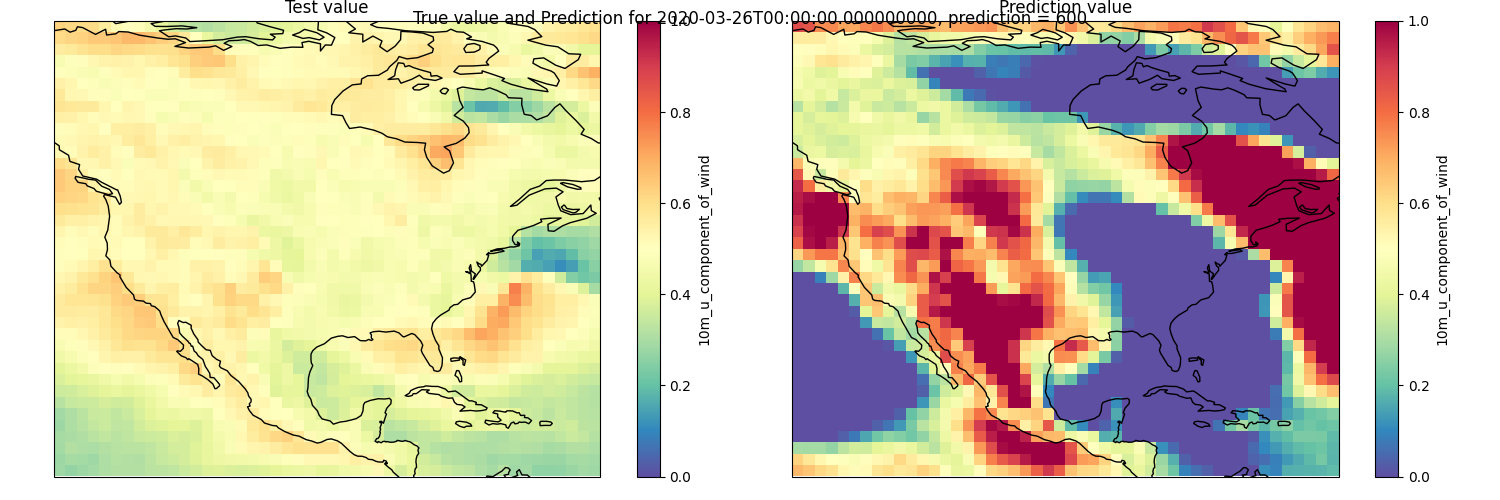 Test value
Prediction value
True value and Prediction for 2020-03-26T00:00:00.000000000, prediction = 600
1.0
0.8
0.6
0.4
0.2
0.0
10m_u_component_of_wind
1.0
0.8
0.6
0.4
0.2
0.0
10m_u_component_of_wind